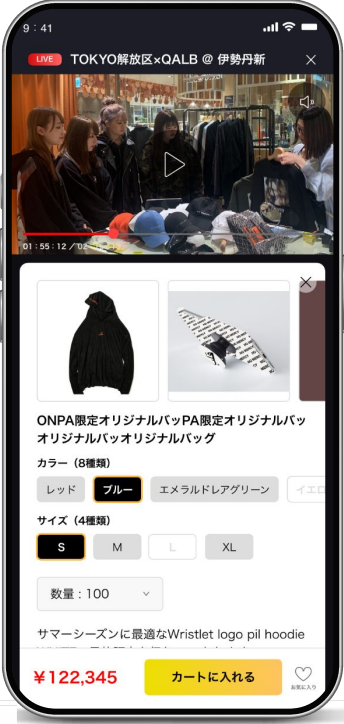 9:41
LIVE TOKYO解放区×QALB @ 伊勢丹新
01:55:12 /
ONPA限定オリジナルバッPA限定オリジナルバッ
オリジナルバッオリジナルバッグ
カラー（8種類）
レッド ブルー エメラルドレアグリーン イエロ
サイズ（4種類）
S M L XL
数量：100
サマーシーズンに最適なWristlet logo pil hoodie
¥122,345 カートに入れる お気に入り